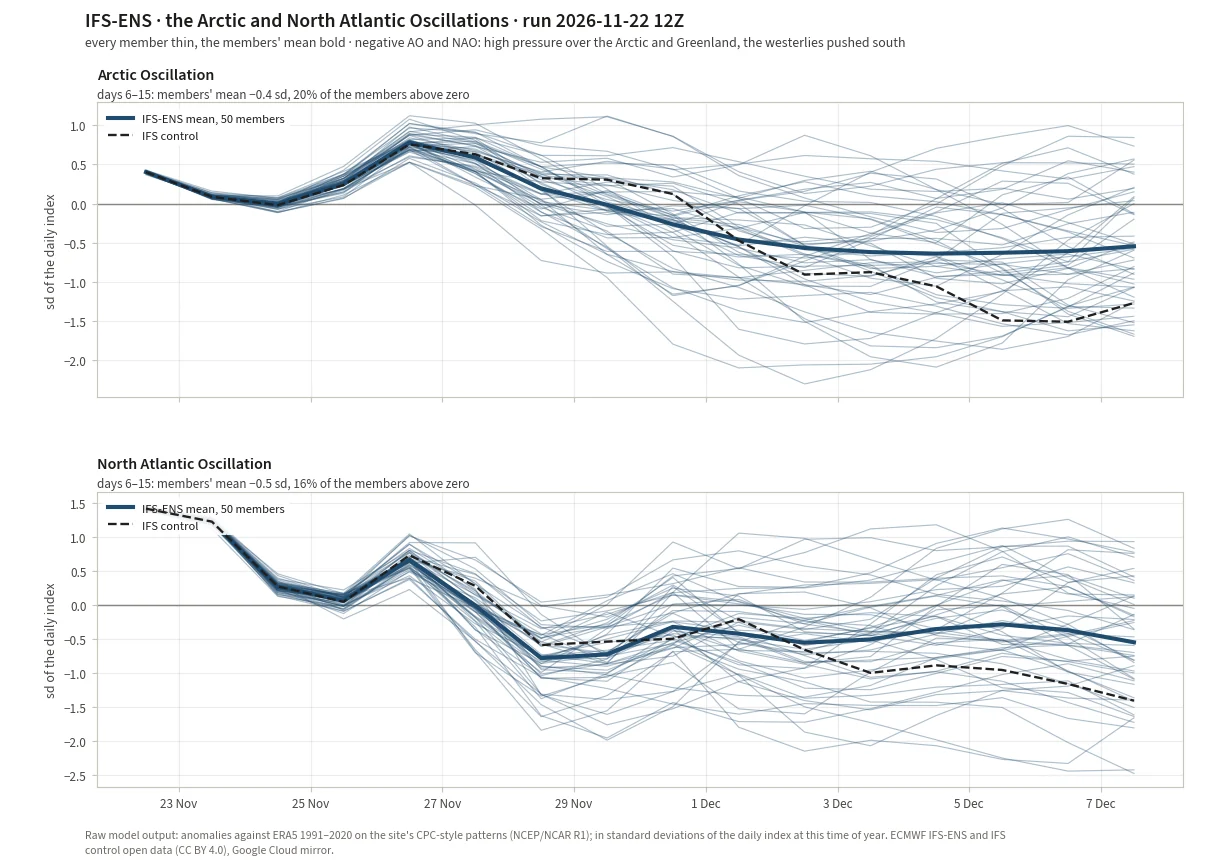 IFS-ENS · the Arctic and North Atlantic Oscillations · run 2026-11-22 12Z
every member thin, the members' mean bold · negative AO and NAO: high pressure over the Arctic and Greenland, the westerlies pushed south
Arctic Oscillation
days 6–15: members' mean −0.4 sd, 20% of the members above zero
IFS-ENS mean, 50 members
IFS control
sd of the daily index
1.0
0.5
0.0
−0.5
−1.0
−1.5
−2.0
North Atlantic Oscillation
days 6–15: members' mean −0.5 sd, 16% of the members above zero
IFS-ENS mean, 50 members
IFS control
sd of the daily index
1.5
1.0
0.5
0.0
−0.5
−1.0
−1.5
−2.0
−2.5
23 Nov
25 Nov
27 Nov
29 Nov
1 Dec
3 Dec
5 Dec
7 Dec
Raw model output: anomalies against ERA5 1991–2020 on the site's CPC-style patterns (NCEP/NCAR R1); in standard deviations of the daily index at this time of year. ECMWF IFS-ENS and IFS
control open data (CC BY 4.0), Google Cloud mirror.